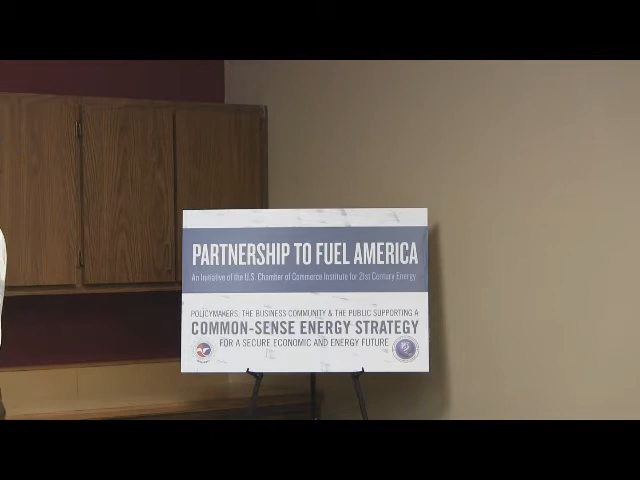 PARTNERSHIP TO FUEL AMERICA
An Initiative of the U.S. Chamber of Commerce Institute for 21st Century Energy
POLICYMAKERS, THE BUSINESS COMMUNITY & THE PUBLIC SUPPORTING A
COMMON-SENSE ENERGY STRATEGY
FOR A SECURE ECONOMIC AND ENERGY FUTURE